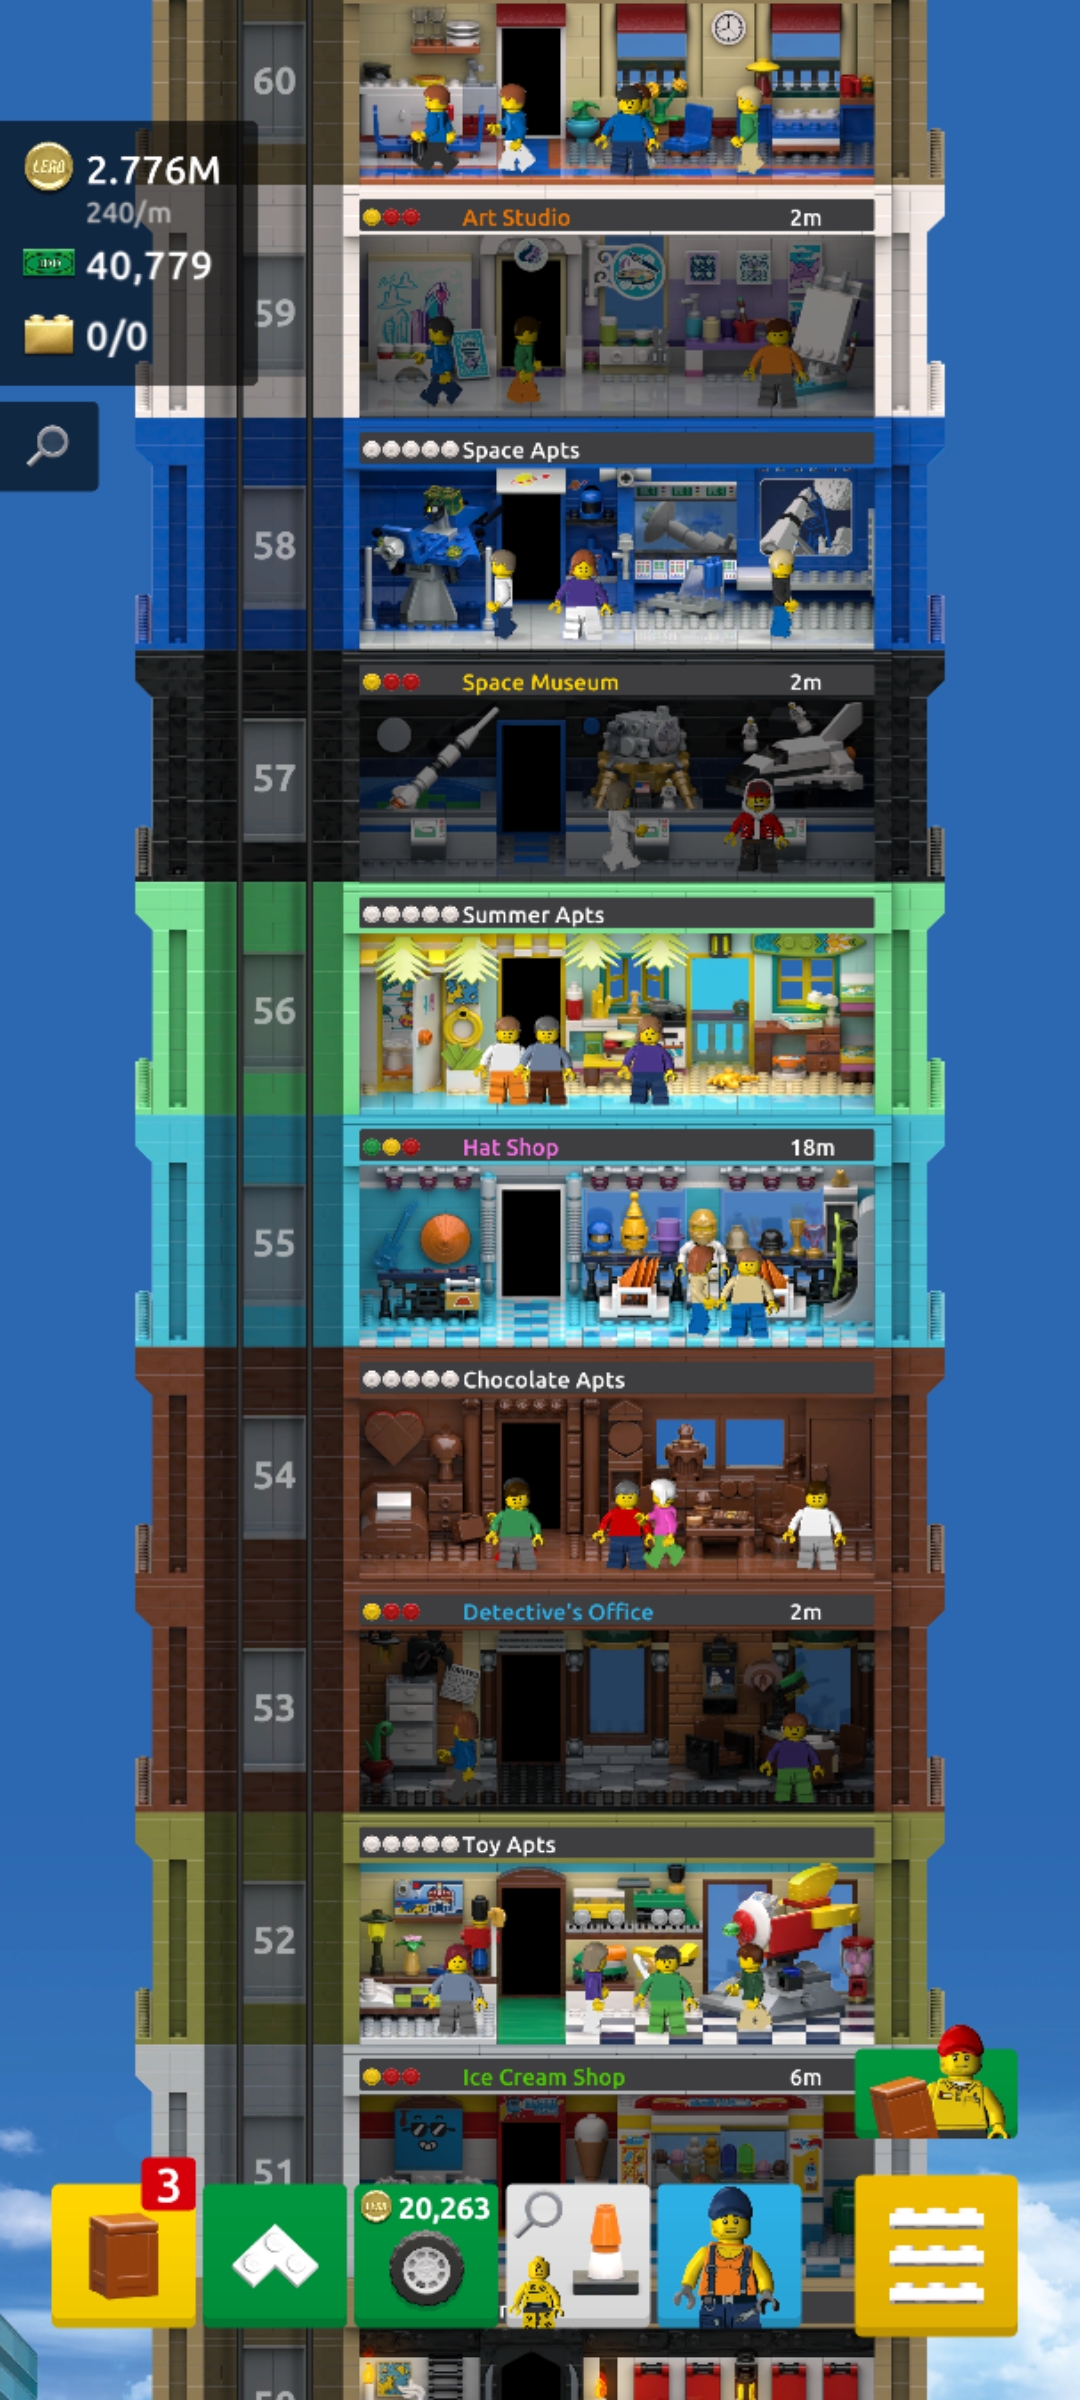 60
2.776M
240/m
40,779
0/0
Art Studio 2m
59
Space Apts
58
Space Museum 2m
57
Summer Apts
56
Hat Shop 18m
55
Chocolate Apts
54
Detective's Office 2m
53
Toy Apts
52
Ice Cream Shop 6m
51
3
20,263